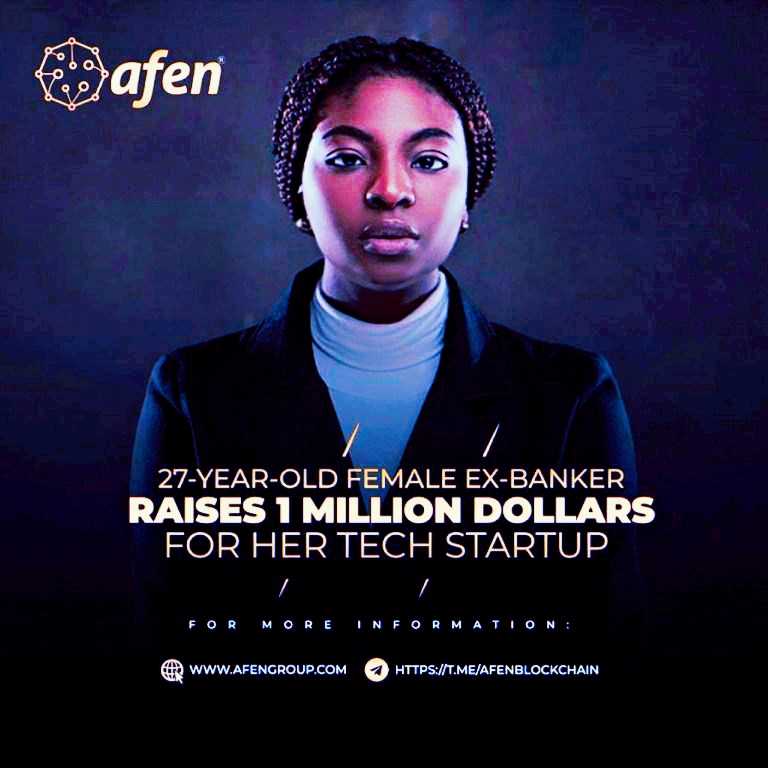 afen®
27-YEAR-OLD FEMALE EX-BANKER
RAISES 1 MILLION DOLLARS
FOR HER TECH STARTUP
FOR MORE INFORMATION:
WWW.AFENGROUP.COM HTTPS://T.ME/AFENBLOCKCHAIN